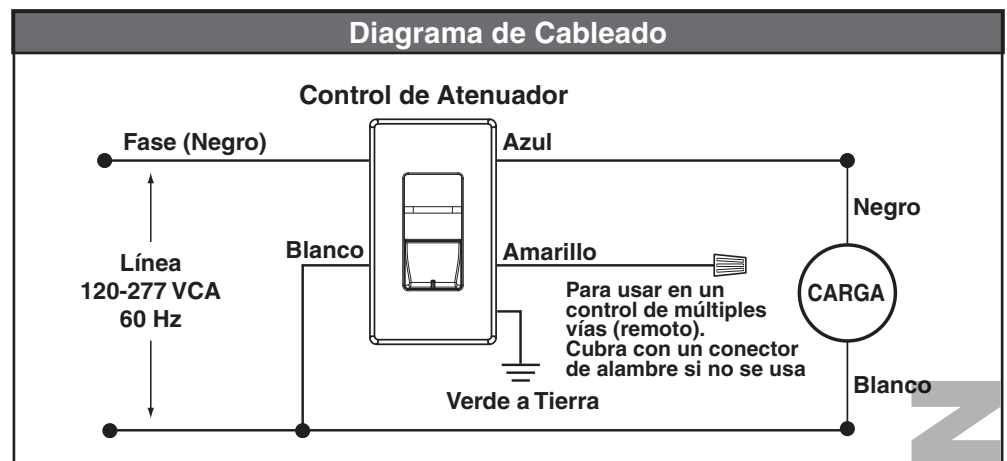 Diagrama de Cableado
Control de Atenuador
Fase (Negro)
Azul
Negro
Blanco
Amarillo
Línea
120-277 VCA
60 Hz
Para usar en un
control de múltiples
vías (remoto).
Cubra con un conector
de alambre si no se usa
CARGA
Verde a Tierra
Blanco
N